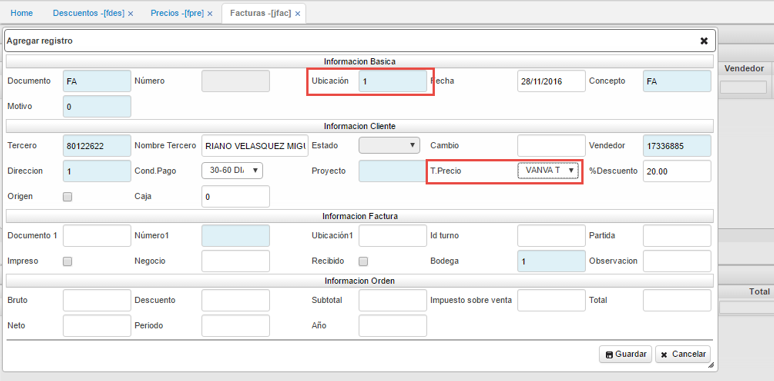 Home Descuentos -[fdes] × Precios -[fpre] × Facturas -[jfac] ×
Agregar registro ×
Informacion Basica
Documento FA Número Ubicación 1 Fecha 28/11/2016 Concepto FA
Vendedor
Motivo 0
Informacion Cliente
Tercero 80122622 Nombre Tercero RIANO VELASQUEZ MIGU Estado Cambio Vendedor 17336885
Direccion 1 Cond.Pago 30-60 DI Proyecto T.Precio VANVA T %Descuento 20.00
Origen Caja 0
Informacion Factura
Documento 1 Número1 Ubicación1 Id turno Partida
Impreso Negocio Recibido Bodega 1 Observacion
Informacion Orden
Total
Bruto Descuento Subtotal Impuesto sobre venta Total
Neto Periodo Año
Guardar × Cancelar